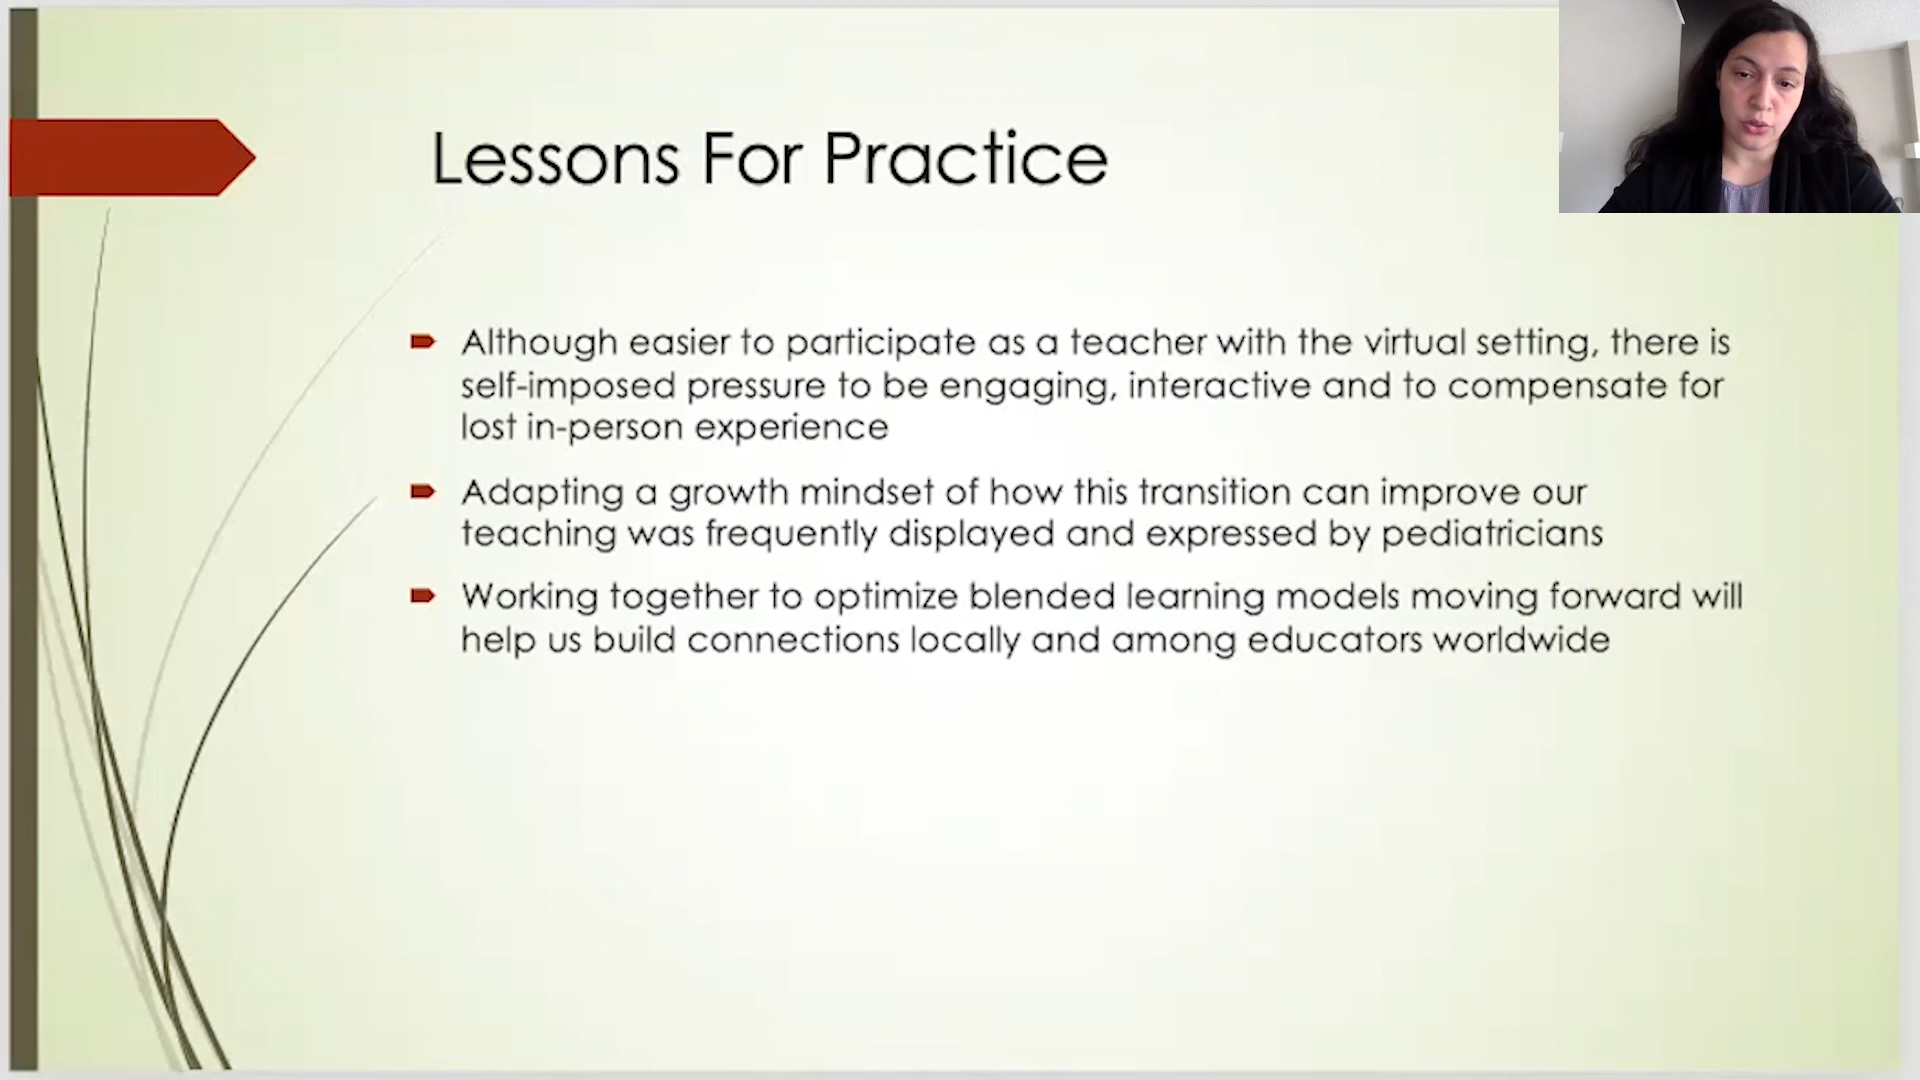 Lessons For Practice
Although easier to participate as a teacher with the virtual setting, there is
self-imposed pressure to be engaging, interactive and to compensate for
lost in-person experience
Adapting a growth mindset of how this transition can improve our
teaching was frequently displayed and expressed by pediatricians
Working together to optimize blended learning models moving forward will
help us build connections locally and among educators worldwide